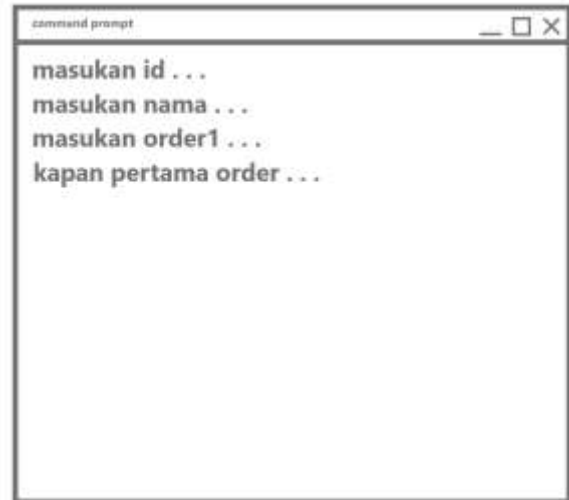 command prompt
masukan id . . .
masukan nama . . .
masukan order1 . . .
kapan pertama order . . .